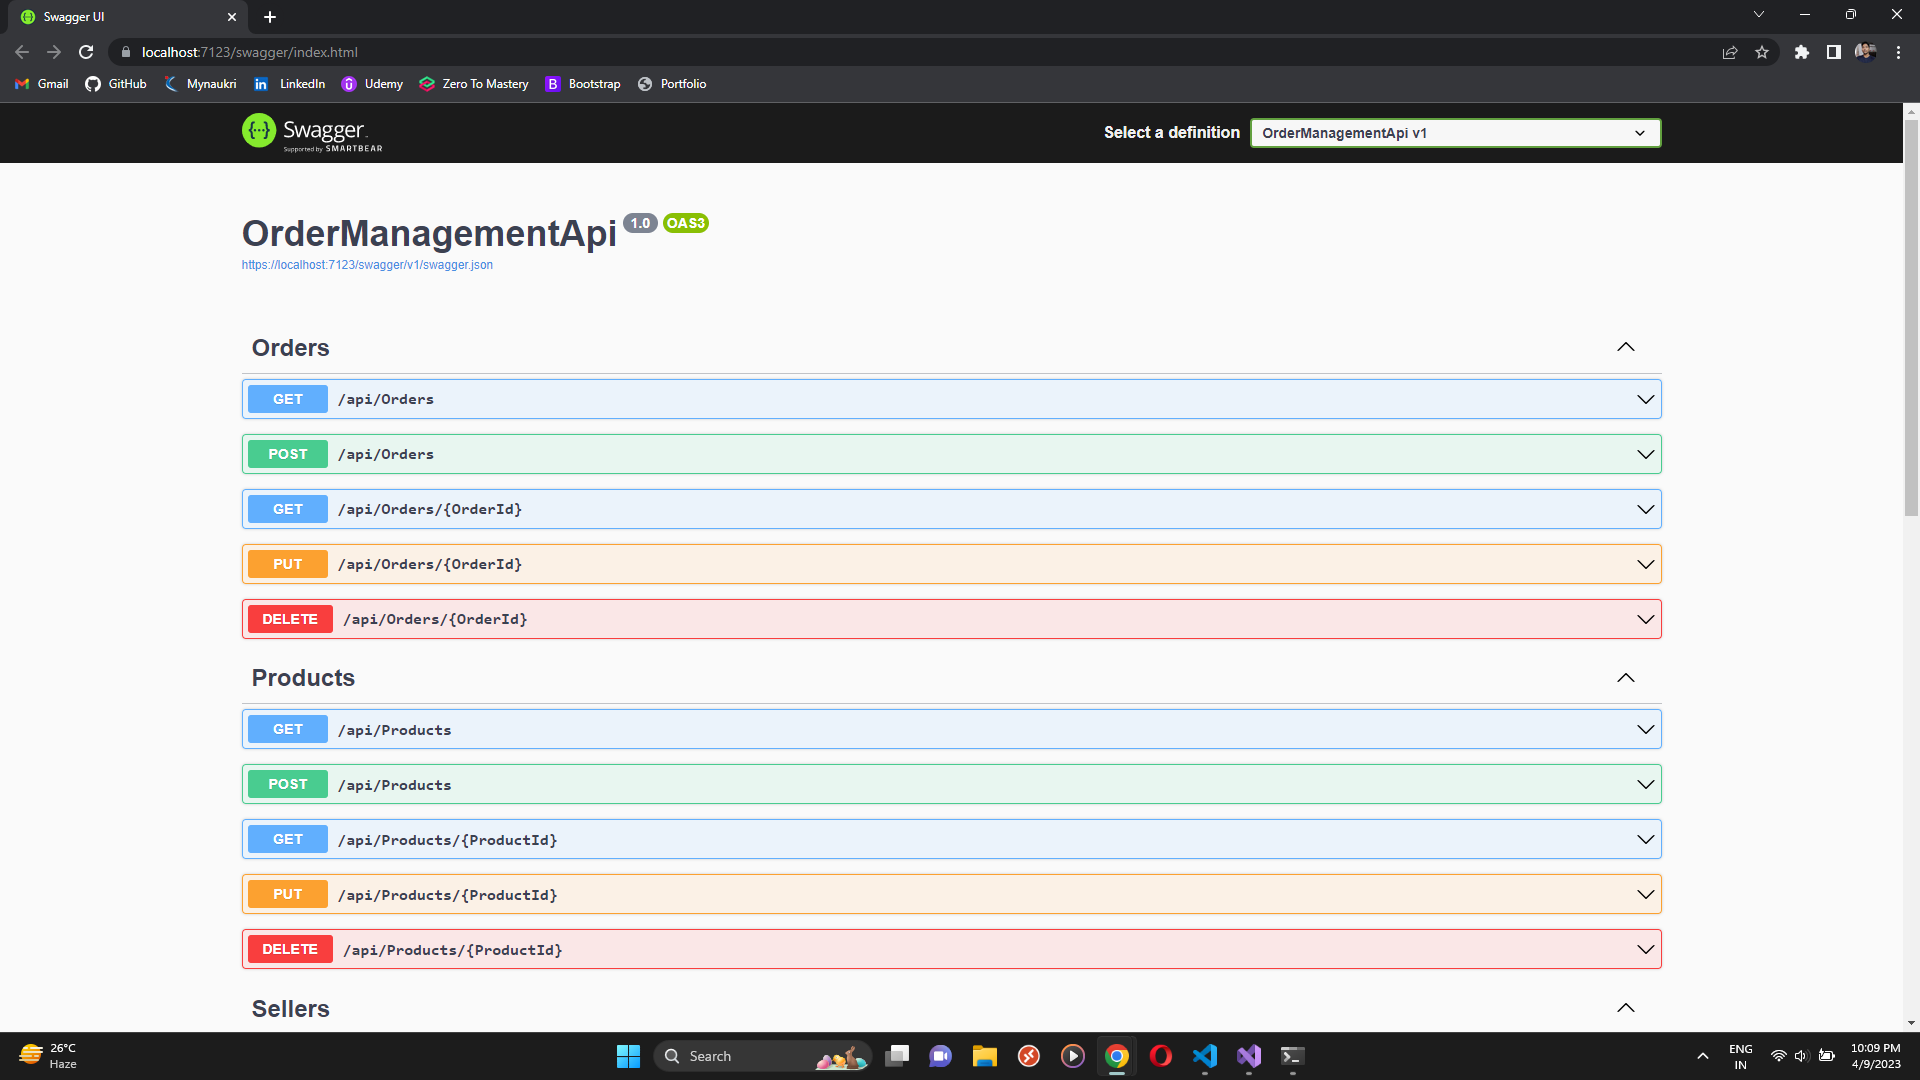 Swagger UI
localhost:7123/swagger/index.html
Gmail GitHub Mynaukri LinkedIn Udemy Zero To Mastery Bootstrap Portfolio
Swagger
Supported by SMARTBEAR
Select a definition OrderManagementApi v1
OrderManagementApi 1.0 OAS3
https://localhost:7123/swagger/v1/swagger.json
Orders
GET /api/Orders
POST /api/Orders
GET /api/Orders/{OrderId}
PUT /api/Orders/{OrderId}
DELETE /api/Orders/{OrderId}
Products
GET /api/Products
POST /api/Products
GET /api/Products/{ProductId}
PUT /api/Products/{ProductId}
DELETE /api/Products/{ProductId}
Sellers
26°C
Haze
Search
ENG
IN
10:09 PM
4/9/2023